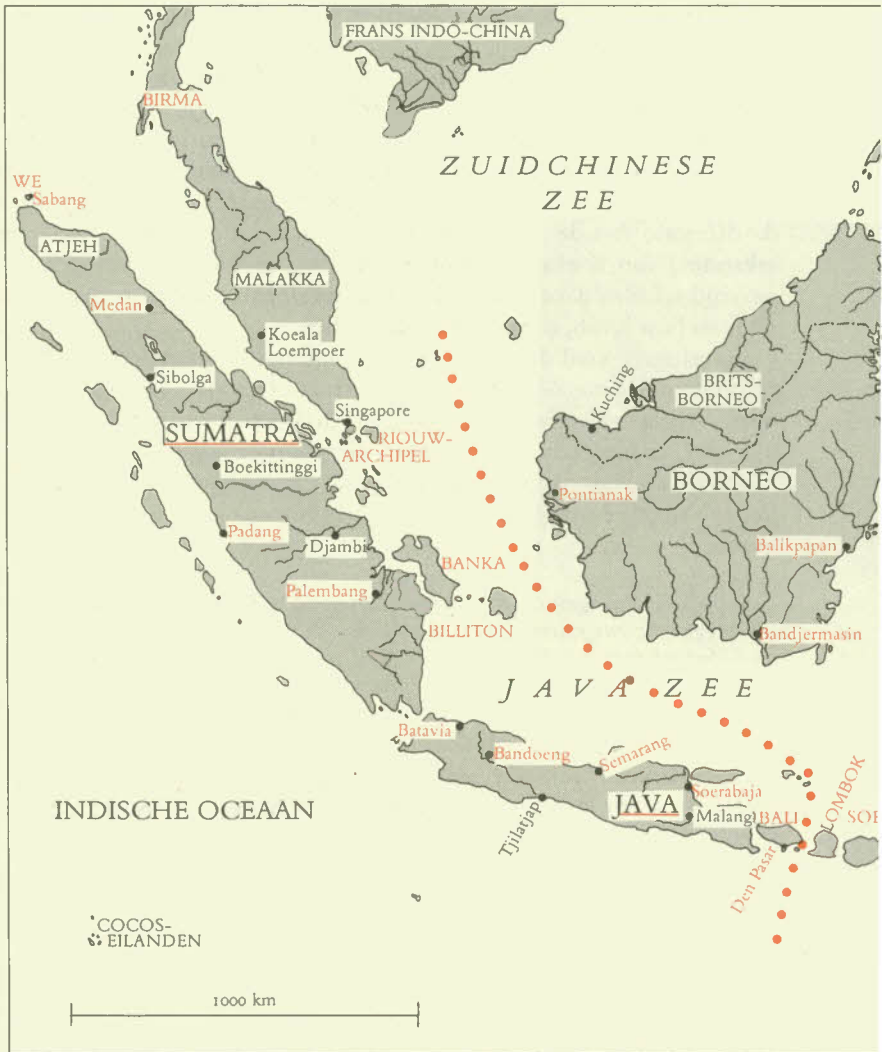 FRANS INDO-CHINA
BIRMA
ZUIDCHINESE
ZEE
WE
Sabang
ATJEH
MALAKKA
Medan
Koeala
Loempoer
Sibolga
BRITS-
BORNEO
Kuching
Singapore
SUMATRA
RIOUW-
ARCHIPEL
Boekittinggi
BORNEO
Pontianak
Padang
Djambi
Balikpapan
BANKA
Palembang
BILLITON
Bandjermasin
JAVA ZEE
Batavia
Bandoeng
Semarang
Soerabaja
LOMBOK
INDISCHE OCEAAN
JAVA
Malang
BALI
SOE
Tjilatjap
Den Pasar
COCOS-
EILANDEN
1000 km